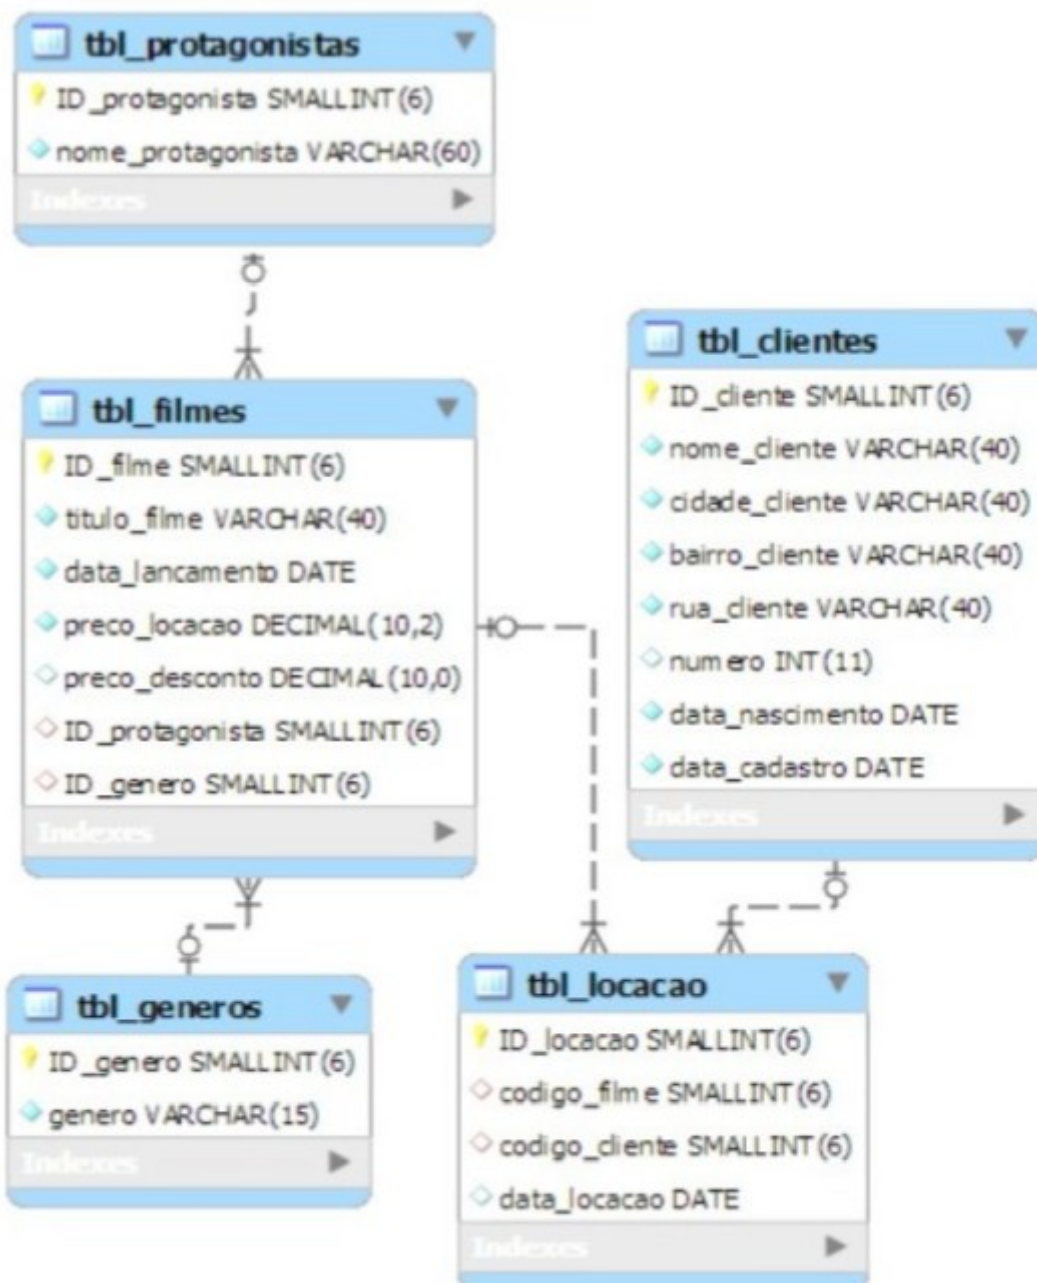 tbl_protagonistas
ID_protagonista SMALLINT(6)
nome_protagonista VARCHAR(60)
Indexes
tbl_filmes
ID_filme SMALLINT(6)
titulo_filme VARCHAR(40)
data_lancamento DATE
preco_locacao DECIMAL(10,2)
preco_desconto DECIMAL(10,0)
ID_protagonista SMALLINT(6)
ID_genero SMALLINT(6)
Indexes
tbl_clientes
ID_cliente SMALLINT(6)
nome_cliente VARCHAR(40)
cidade_cliente VARCHAR(40)
bairro_cliente VARCHAR(40)
rua_cliente VARCHAR(40)
numero INT(11)
data_nascimento DATE
data_cadastro DATE
Indexes
tbl_generos
ID_genero SMALLINT(6)
genero VARCHAR(15)
Indexes
tbl_locacao
ID_locacao SMALLINT(6)
codigo_filme SMALLINT(6)
codigo_cliente SMALLINT(6)
data_locacao DATE
Indexes